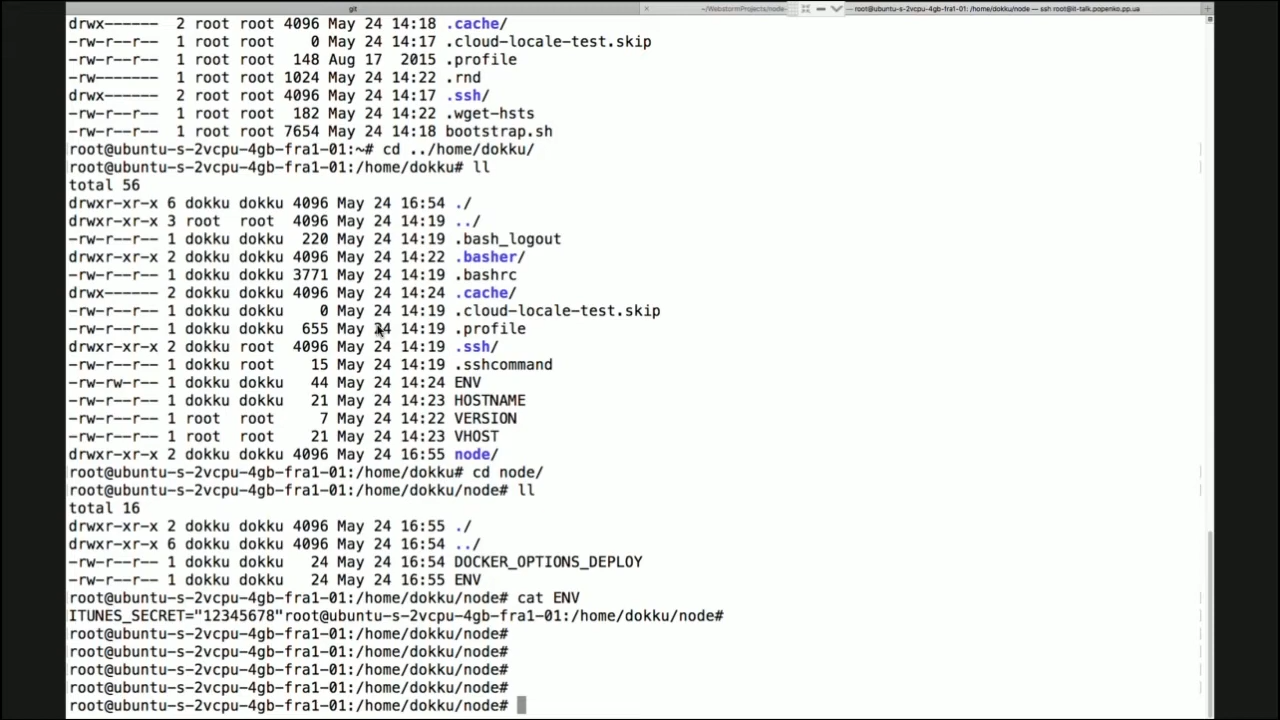 git
~/WebstormProjects/node-
root@ubuntu-s-2vcpu-4gb-fra1-01: /home/dokku/node — ssh root@it-talk.popenko.pp.ua
drwx------ 2 root root 4096 May 24 14:18 .cache/
-rw-r--r-- 1 root root    0 May 24 14:17 .cloud-locale-test.skip
-rw-r--r-- 1 root root  148 Aug 17  2015 .profile
-rw------- 1 root root 1024 May 24 14:22 .rnd
drwx------ 2 root root 4096 May 24 14:17 .ssh/
-rw-r--r-- 1 root root  182 May 24 14:22 .wget-hsts
-rw-r--r-- 1 root root 7654 May 24 14:18 bootstrap.sh
root@ubuntu-s-2vcpu-4gb-fra1-01:~# cd ../home/dokku/
root@ubuntu-s-2vcpu-4gb-fra1-01:/home/dokku# ll
total 56
drwxr-xr-x 6 dokku dokku 4096 May 24 16:54 ./
drwxr-xr-x 3 root  root  4096 May 24 14:19 ../
-rw-r--r-- 1 dokku dokku  220 May 24 14:19 .bash_logout
drwxr-xr-x 2 dokku dokku 4096 May 24 14:22 .basher/
-rw-r--r-- 1 dokku dokku 3771 May 24 14:19 .bashrc
drwx------ 2 dokku dokku 4096 May 24 14:24 .cache/
-rw-r--r-- 1 dokku dokku    0 May 24 14:19 .cloud-locale-test.skip
-rw-r--r-- 1 dokku dokku  655 May 24 14:19 .profile
drwxr-xr-x 2 dokku root  4096 May 24 14:19 .ssh/
-rw-r--r-- 1 dokku root    15 May 24 14:19 .sshcommand
-rw-rw-r-- 1 dokku dokku   44 May 24 14:24 ENV
-rw-r--r-- 1 dokku dokku   21 May 24 14:23 HOSTNAME
-rw-r--r-- 1 root  root     7 May 24 14:22 VERSION
-rw-r--r-- 1 root  root    21 May 24 14:23 VHOST
drwxr-xr-x 2 dokku dokku 4096 May 24 16:55 node/
root@ubuntu-s-2vcpu-4gb-fra1-01:/home/dokku# cd node/
root@ubuntu-s-2vcpu-4gb-fra1-01:/home/dokku/node# ll
total 16
drwxr-xr-x 2 dokku dokku 4096 May 24 16:55 ./
drwxr-xr-x 6 dokku dokku 4096 May 24 16:54 ../
-rw-r--r-- 1 dokku dokku   24 May 24 16:54 DOCKER_OPTIONS_DEPLOY
-rw-r--r-- 1 dokku dokku   24 May 24 16:55 ENV
root@ubuntu-s-2vcpu-4gb-fra1-01:/home/dokku/node# cat ENV
ITUNES_SECRET="12345678"root@ubuntu-s-2vcpu-4gb-fra1-01:/home/dokku/node#
root@ubuntu-s-2vcpu-4gb-fra1-01:/home/dokku/node#
root@ubuntu-s-2vcpu-4gb-fra1-01:/home/dokku/node#
root@ubuntu-s-2vcpu-4gb-fra1-01:/home/dokku/node#
root@ubuntu-s-2vcpu-4gb-fra1-01:/home/dokku/node#
root@ubuntu-s-2vcpu-4gb-fra1-01:/home/dokku/node#